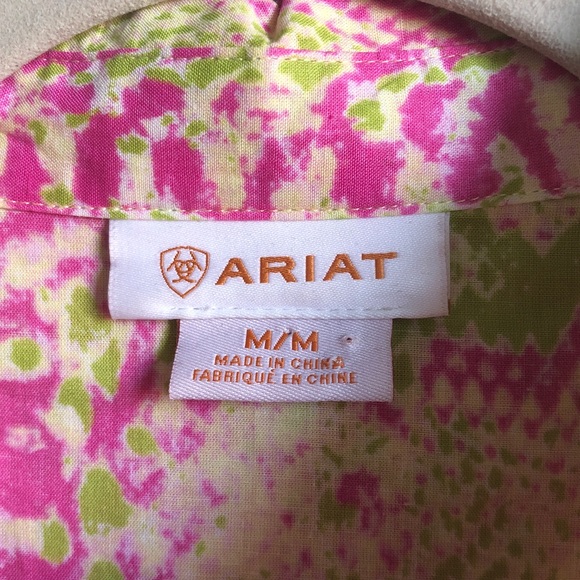 ARIAT
M/M
MADE IN CHINA
FABRIQUÉ EN CHINE